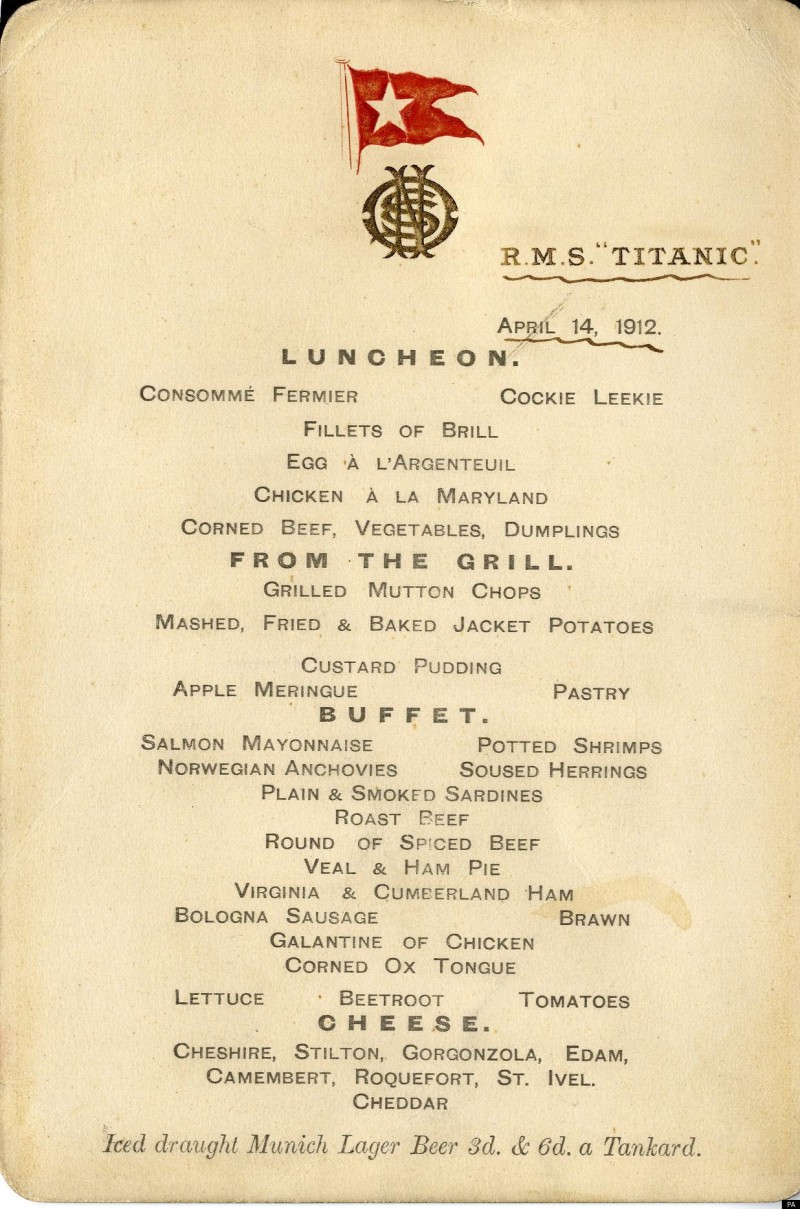 R.M.S. "TITANIC".
APRIL 14, 1912.
LUNCHEON.
CONSOMMÉ FERMIER COCKIE LEEKIE
FILLETS OF BRILL
EGG À L'ARGENTEUIL
CHICKEN À LA MARYLAND
CORNED BEEF, VEGETABLES, DUMPLINGS
FROM THE GRILL.
GRILLED MUTTON CHOPS
MASHED, FRIED & BAKED JACKET POTATOES
CUSTARD PUDDING
APPLE MERINGUE PASTRY
BUFFET.
SALMON MAYONNAISE POTTED SHRIMPS
NORWEGIAN ANCHOVIES SOUSED HERRINGS
PLAIN & SMOKED SARDINES
ROAST BEEF
ROUND OF SPICED BEEF
VEAL & HAM PIE
VIRGINIA & CUMBERLAND HAM
BOLOGNA SAUSAGE BRAWN
GALANTINE OF CHICKEN
CORNED OX TONGUE
LETTUCE BEETROOT TOMATOES
CHEESE.
CHESHIRE, STILTON, GORGONZOLA, EDAM,
CAMEMBERT, ROQUEFORT, ST. IVEL.
CHEDDAR
Iced draught Munich Lager Beer 3d. & 6d. a Tankard.
PA